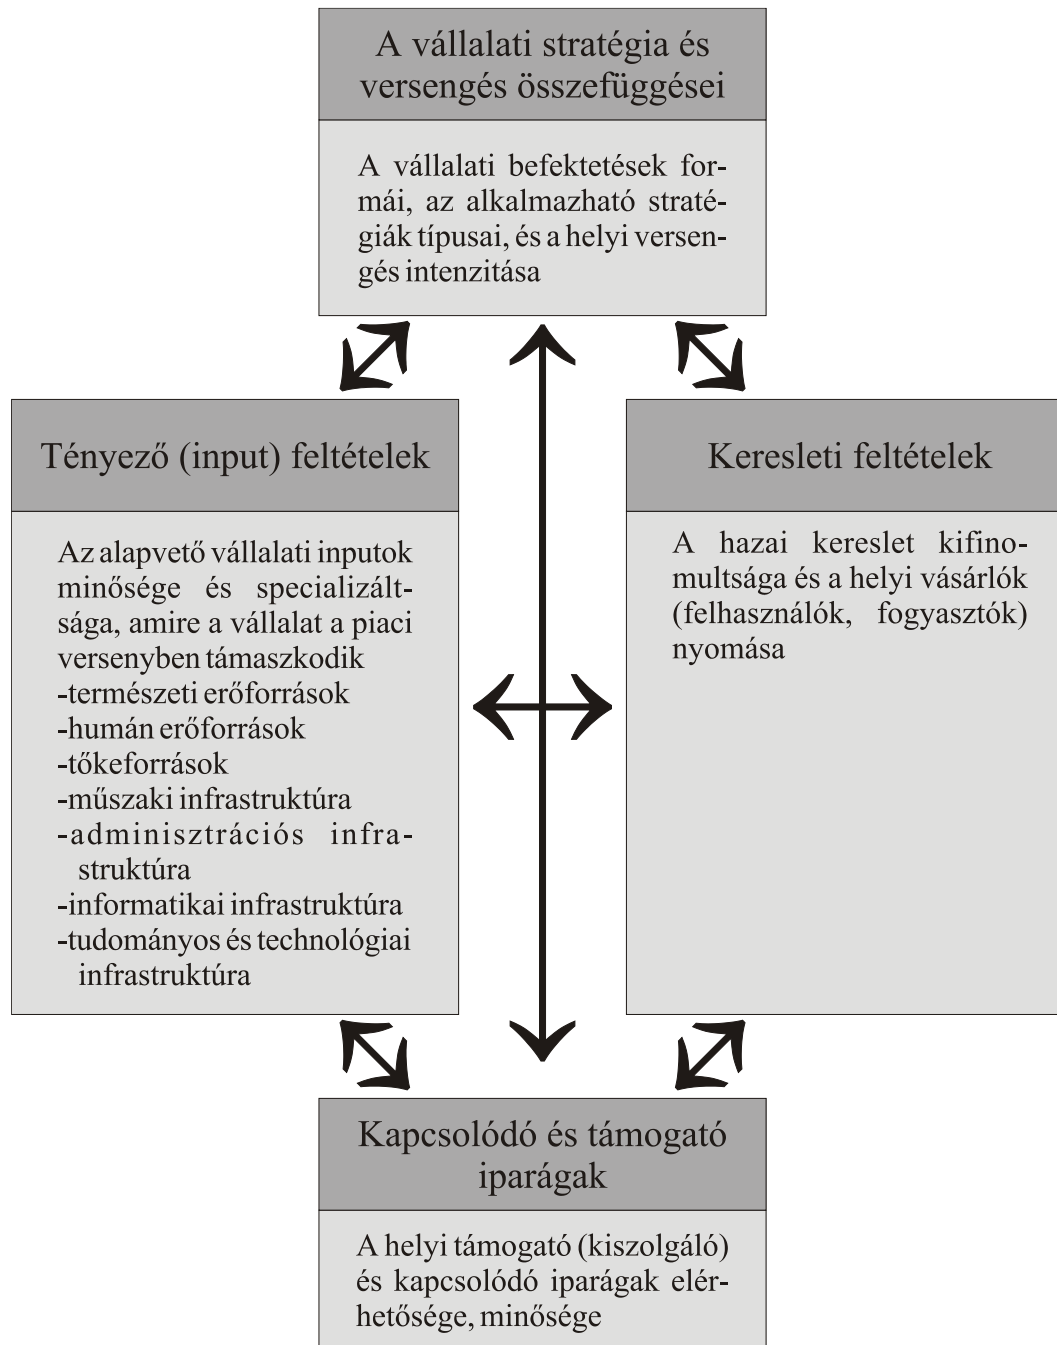 A vállalati stratégia és
versengés összefüggései
A vállalati befektetések for-
mái, az alkalmazható straté-
giák típusai, és a helyi versen-
gés intenzitása
Tényező (input) feltételek
Az alapvető vállalati inputok
minősége és specializált-
sága, amire a vállalat a piaci
versenyben támaszkodik
-természeti erőforrások
-humán erőforrások
-tőkeforrások
-műszaki infrastruktúra
-adminisztrációs infra-
struktúra
-informatikai infrastruktúra
-tudományos és technológiai
infrastruktúra
Keresleti feltételek
A hazai kereslet kifino-
multsága és a helyi vásárlók
(felhasználók, fogyasztók)
nyomása
Kapcsolódó és támogató
iparágak
A helyi támogató (kiszolgáló)
és kapcsolódó iparágak elér-
hetősége, minősége